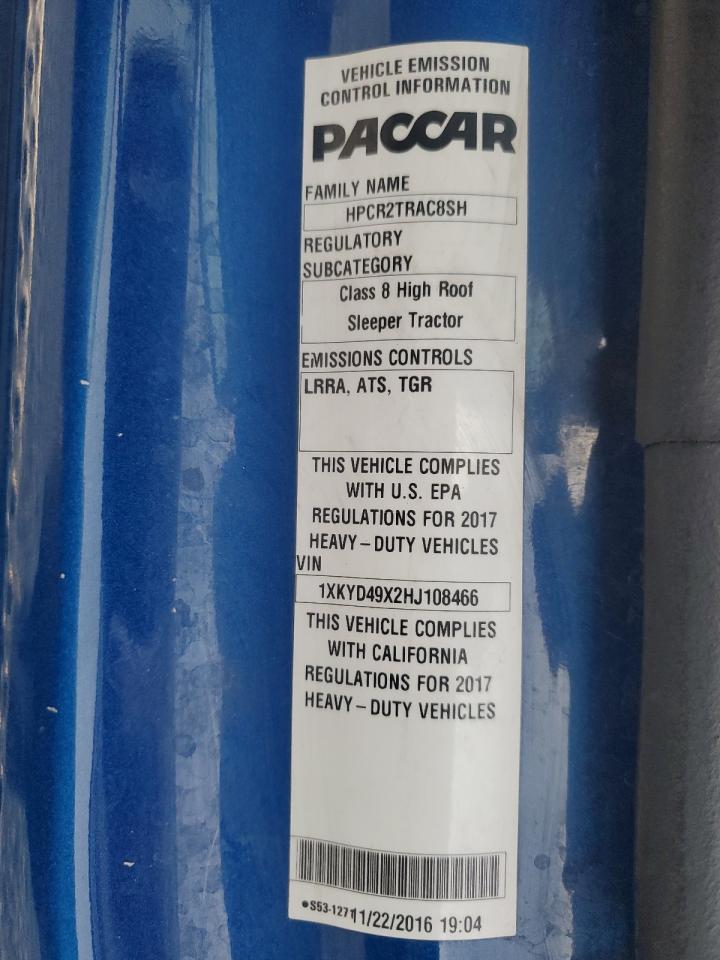 VEHICLE EMISSION
CONTROL INFORMATION
PACCAR
FAMILY NAME
HPCR2TRAC8SH
REGULATORY
SUBCATEGORY
Class 8 High Roof
Sleeper Tractor
EMISSIONS CONTROLS
LRRA, ATS, TGR
THIS VEHICLE COMPLIES
WITH U.S. EPA
REGULATIONS FOR 2017
HEAVY–DUTY VEHICLES
VIN
1XKYD49X2HJ108466
THIS VEHICLE COMPLIES
WITH CALIFORNIA
REGULATIONS FOR 2017
HEAVY–DUTY VEHICLES
•S53-1271 11/22/2016 19:04